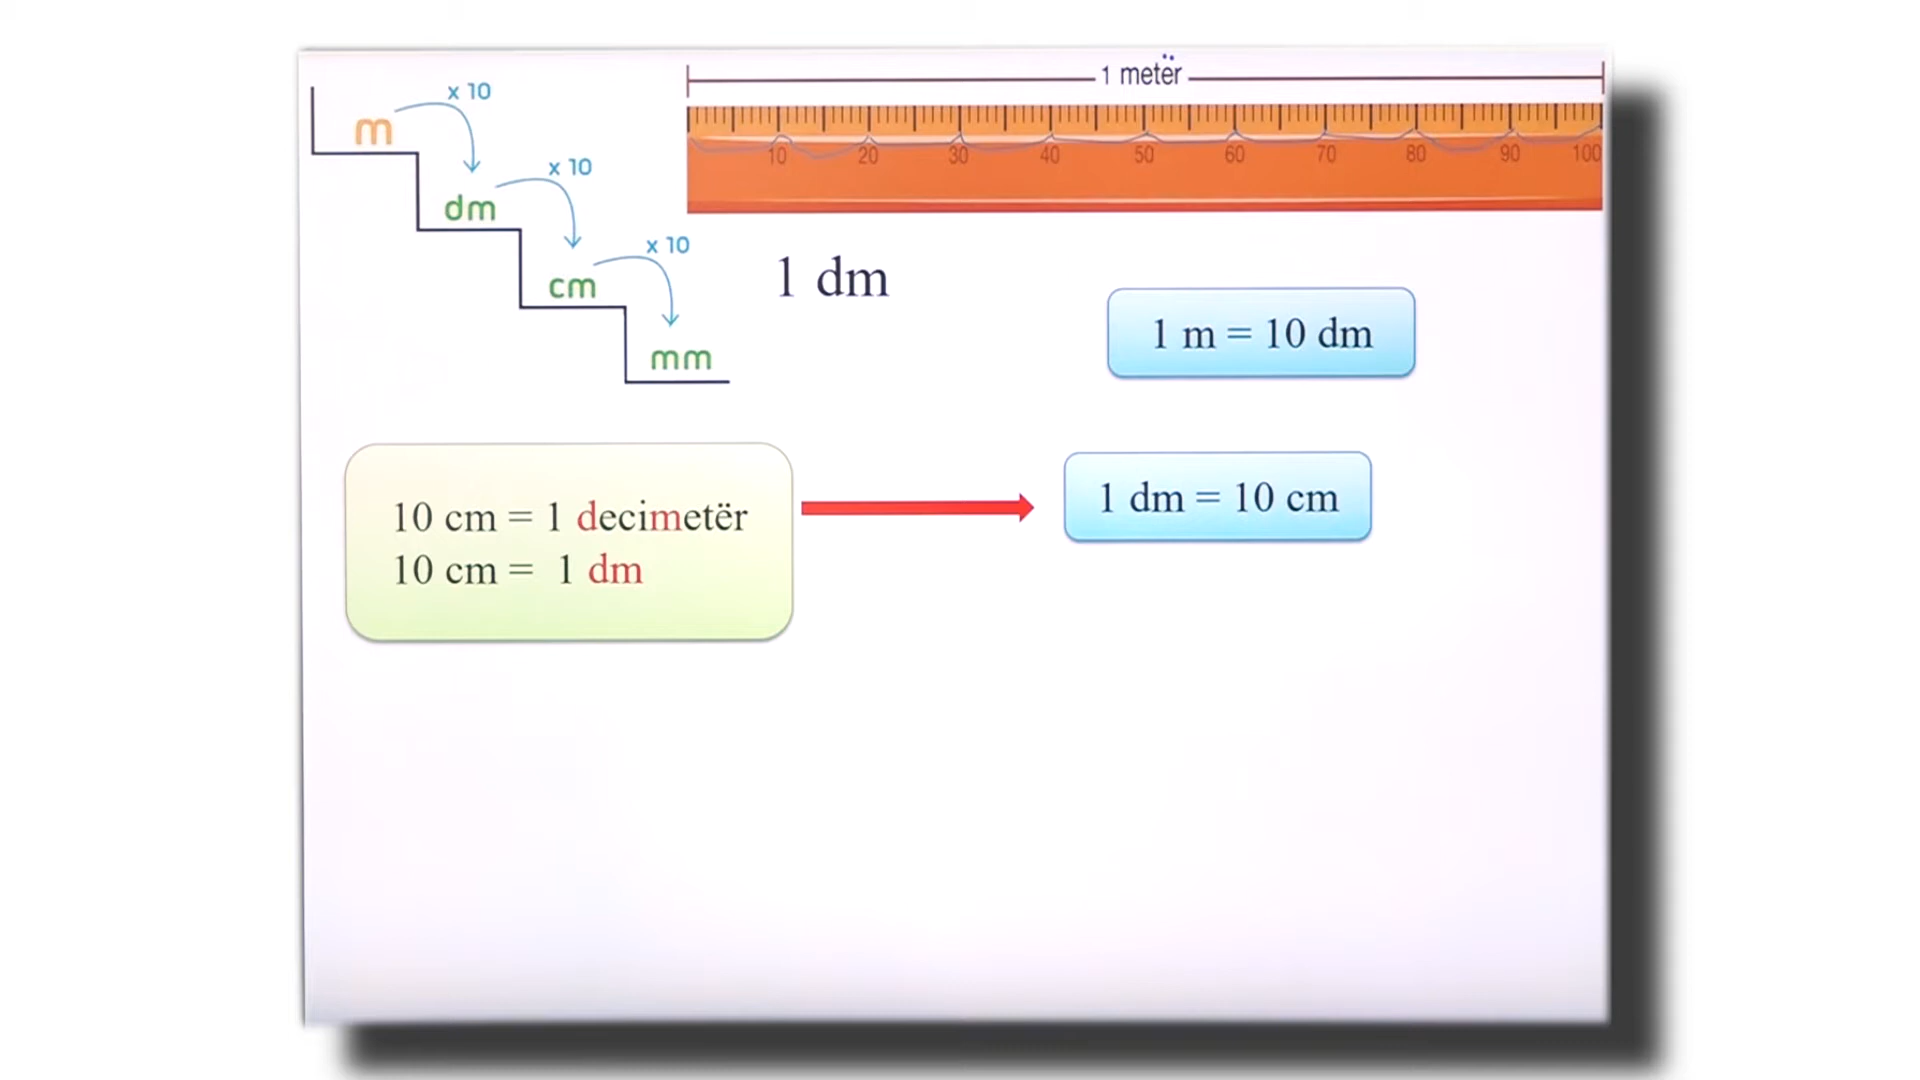 1 metër
m
x 10
dm
x 10
cm
x 10
mm
10 20 30 40 50 60 70 80 90 100
1 dm
1 m = 10 dm
10 cm = 1 decimetër
10 cm = 1 dm
1 dm = 10 cm